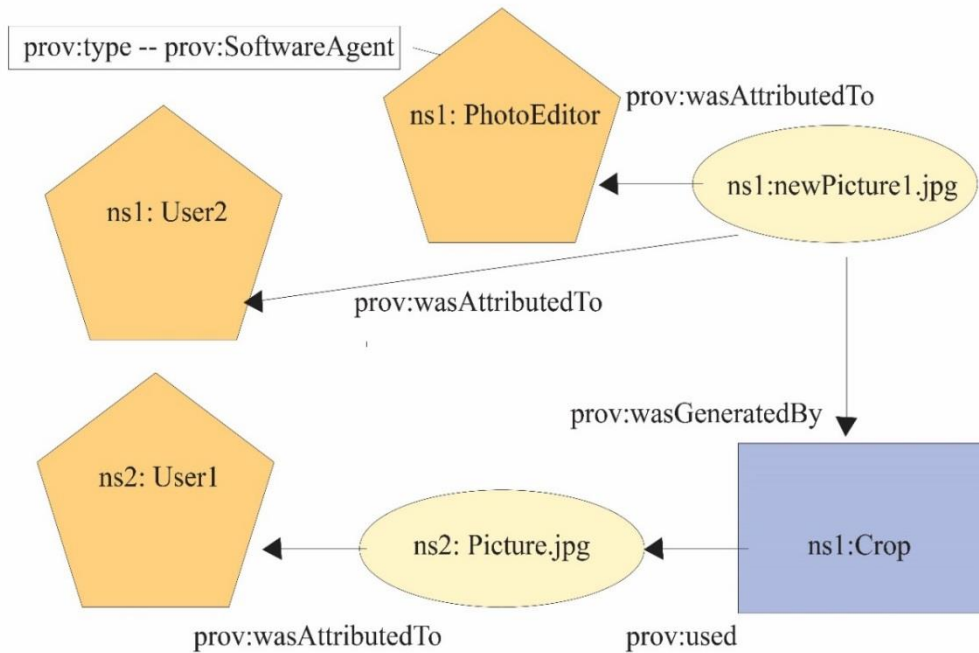 prov:type -- prov:SoftwareAgent
ns1: PhotoEditor
prov:wasAttributedTo
ns1:newPicture1.jpg
ns1: User2
prov:wasAttributedTo
prov:wasGeneratedBy
ns2: User1
ns2: Picture.jpg
ns1:Crop
prov:wasAttributedTo
prov:used